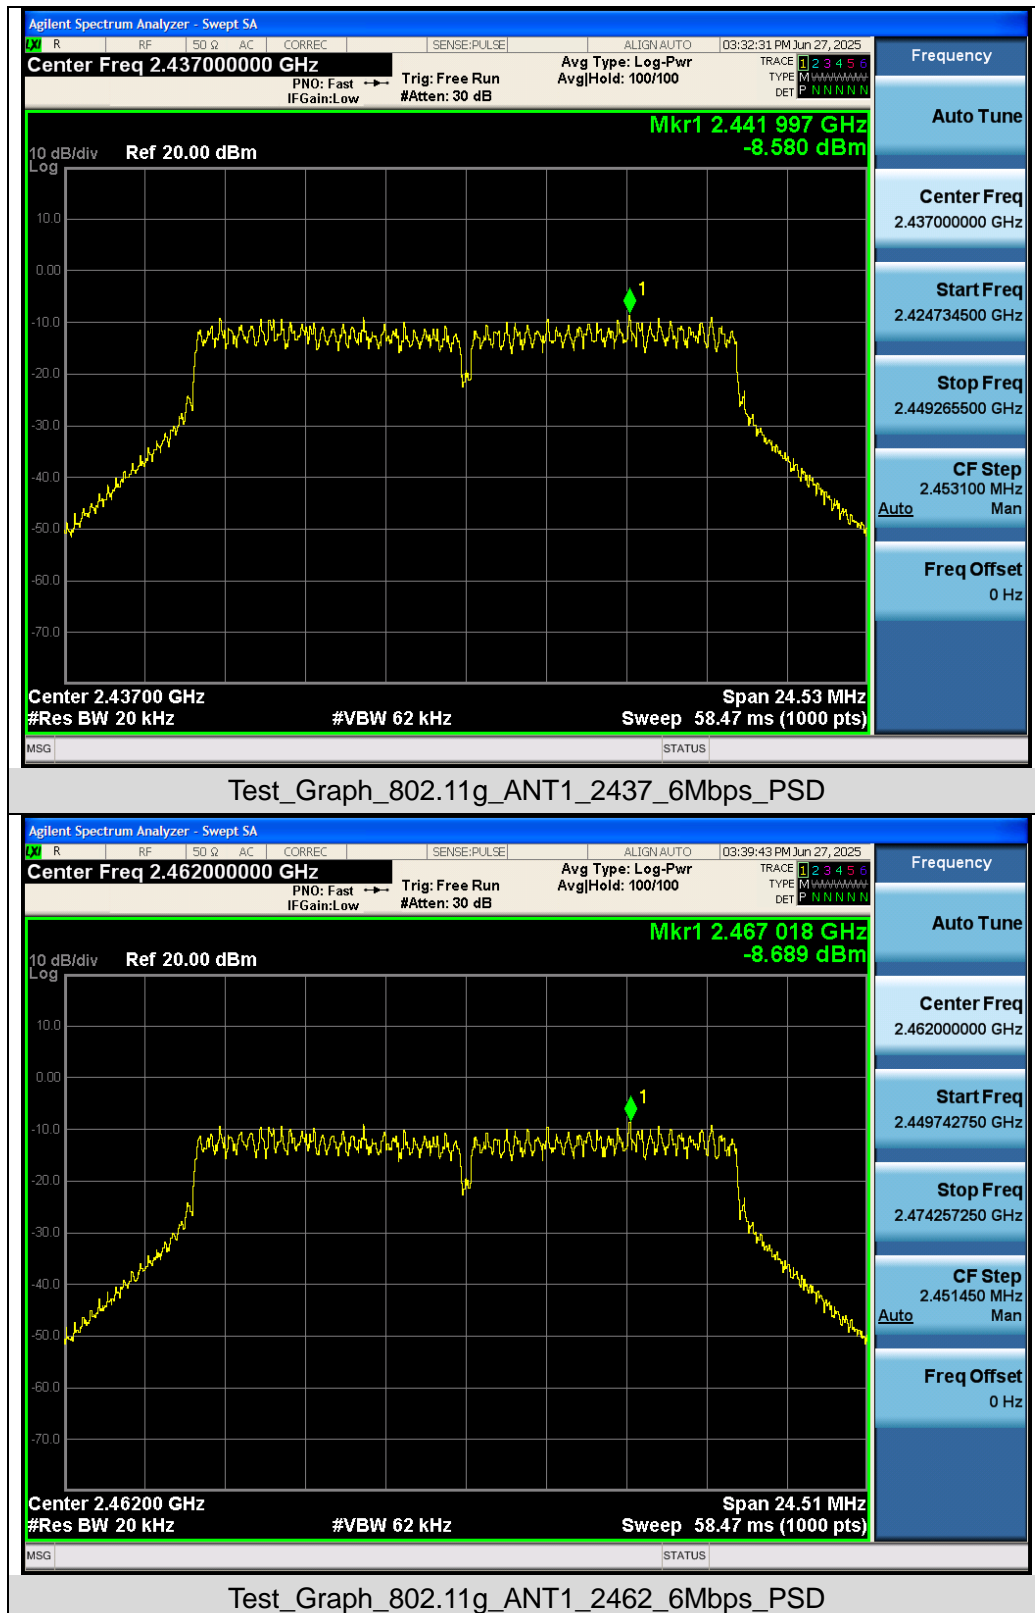 Agilent Spectrum Analyzer - Swept SA
LXI R RF 50 Ω AC CORREC SENSE:PULSE ALIGN AUTO 03:32:31 PM Jun 27, 2025
Center Freq 2.437000000 GHz
PNO: Fast
IFGain:Low
Trig: Free Run
#Atten: 30 dB
Avg Type: Log-Pwr
Avg|Hold: 100/100
TRACE 1 2 3 4 5 6
TYPE M
DET P N N N N N
Mkr1 2.441 997 GHz
-8.580 dBm
10 dB/div Ref 20.00 dBm
Log
10.0
0.00
-10.0
-20.0
-30.0
-40.0
-50.0
-60.0
-70.0
1
Center 2.43700 GHz Span 24.53 MHz
#Res BW 20 kHz #VBW 62 kHz Sweep 58.47 ms (1000 pts)
MSG STATUS
Frequency
Auto Tune
Center Freq
2.437000000 GHz
Start Freq
2.424734500 GHz
Stop Freq
2.449265500 GHz
CF Step
2.453100 MHz
Auto Man
Freq Offset
0 Hz
Test_Graph_802.11g_ANT1_2437_6Mbps_PSD
Agilent Spectrum Analyzer - Swept SA
LXI R RF 50 Ω AC CORREC SENSE:PULSE ALIGN AUTO 03:39:43 PM Jun 27, 2025
Center Freq 2.462000000 GHz
PNO: Fast
IFGain:Low
Trig: Free Run
#Atten: 30 dB
Avg Type: Log-Pwr
Avg|Hold: 100/100
TRACE 1 2 3 4 5 6
TYPE M
DET P N N N N N
Mkr1 2.467 018 GHz
-8.689 dBm
10 dB/div Ref 20.00 dBm
Log
10.0
0.00
-10.0
-20.0
-30.0
-40.0
-50.0
-60.0
-70.0
1
Center 2.46200 GHz Span 24.51 MHz
#Res BW 20 kHz #VBW 62 kHz Sweep 58.47 ms (1000 pts)
MSG STATUS
Frequency
Auto Tune
Center Freq
2.462000000 GHz
Start Freq
2.449742750 GHz
Stop Freq
2.474257250 GHz
CF Step
2.451450 MHz
Auto Man
Freq Offset
0 Hz
Test_Graph_802.11g_ANT1_2462_6Mbps_PSD